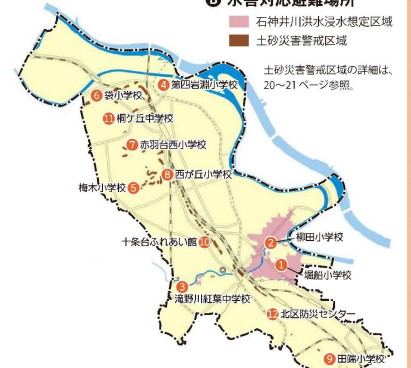 水害対応避難場所
石神井川洪水浸水想定区域
土砂災害警戒区域
土砂災害警戒区域の詳細は、
20〜21ページ参照。
4 第四岩淵小学校
6 袋小学校
11 桐ケ丘中学校
7 赤羽台西小学校
8 西が丘小学校
梅木小学校 5
十条台ふれあい館 10
2 柳田小学校
1 堀船小学校
3
滝野川紅葉中学校
12 北区防災センター
9 田端小学校